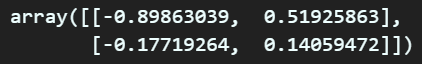 array([[-0.89863039, 0.51925863],
[-0.17719264, 0.14059472]])